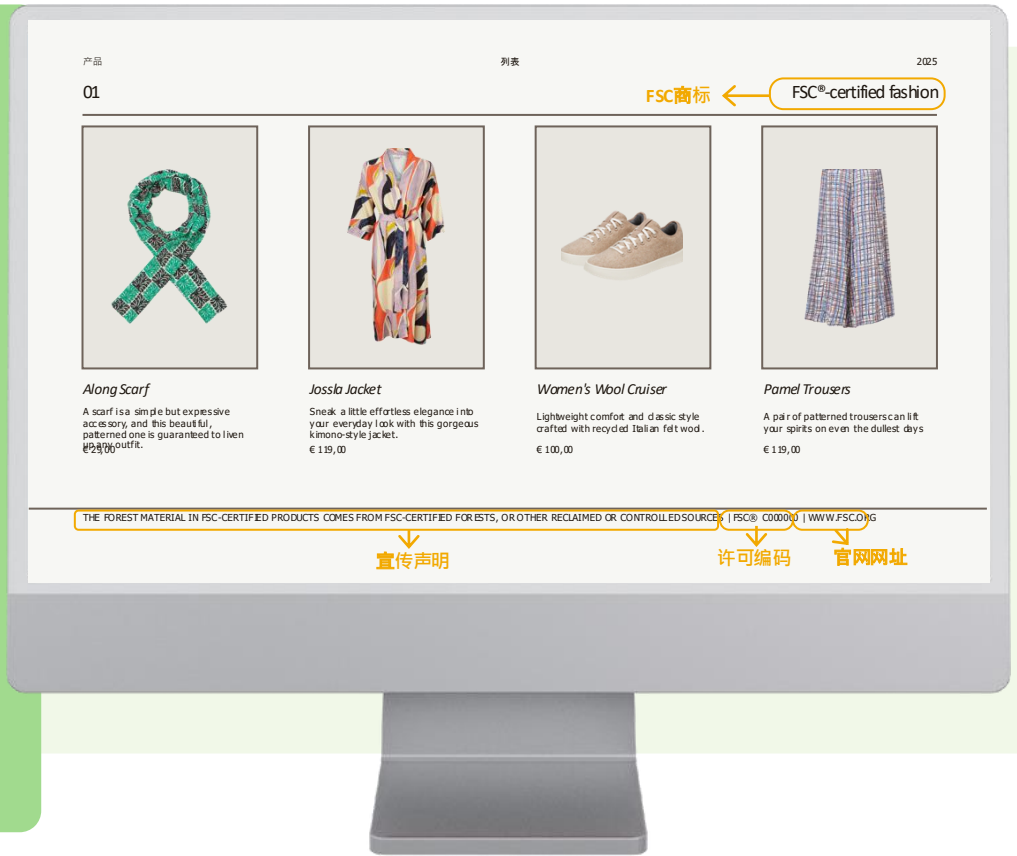 产品
列表
2025
01
FSC商标
FSC®-certified fashion
Along Scarf
A scarf is a simple but expressive
accessory, and this beautiful,
patterned one is guaranteed to liven
up any outfit.
€ 29,00
Jossla Jacket
Sneak a little effortless elegance into
your everyday look with this gorgeous
kimono-style jacket.
€ 119,00
Women's Wool Cruiser
Lightweight comfort and classic style
crafted with recycled Italian felt wool.
€ 100,00
Pamel Trousers
A pair of patterned trousers can lift
your spirits on even the dullest days
€ 119,00
THE FOREST MATERIAL IN FSC-CERTIFIED PRODUCTS COMES FROM FSC-CERTIFIED FORESTS, OR OTHER RECLAIMED OR CONTROLLED SOURCES | FSC® C000000 | WWW.FSC.ORG
宣传声明
许可编码
官网网址